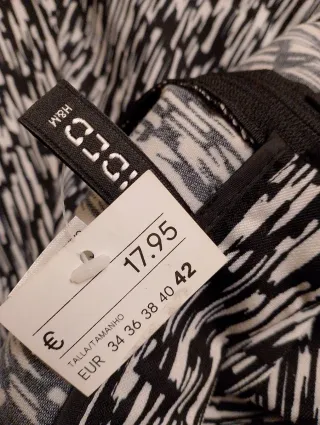 H&M
€ 17.95
TALLA/TAMANHO
EUR 34 36 38 40 42